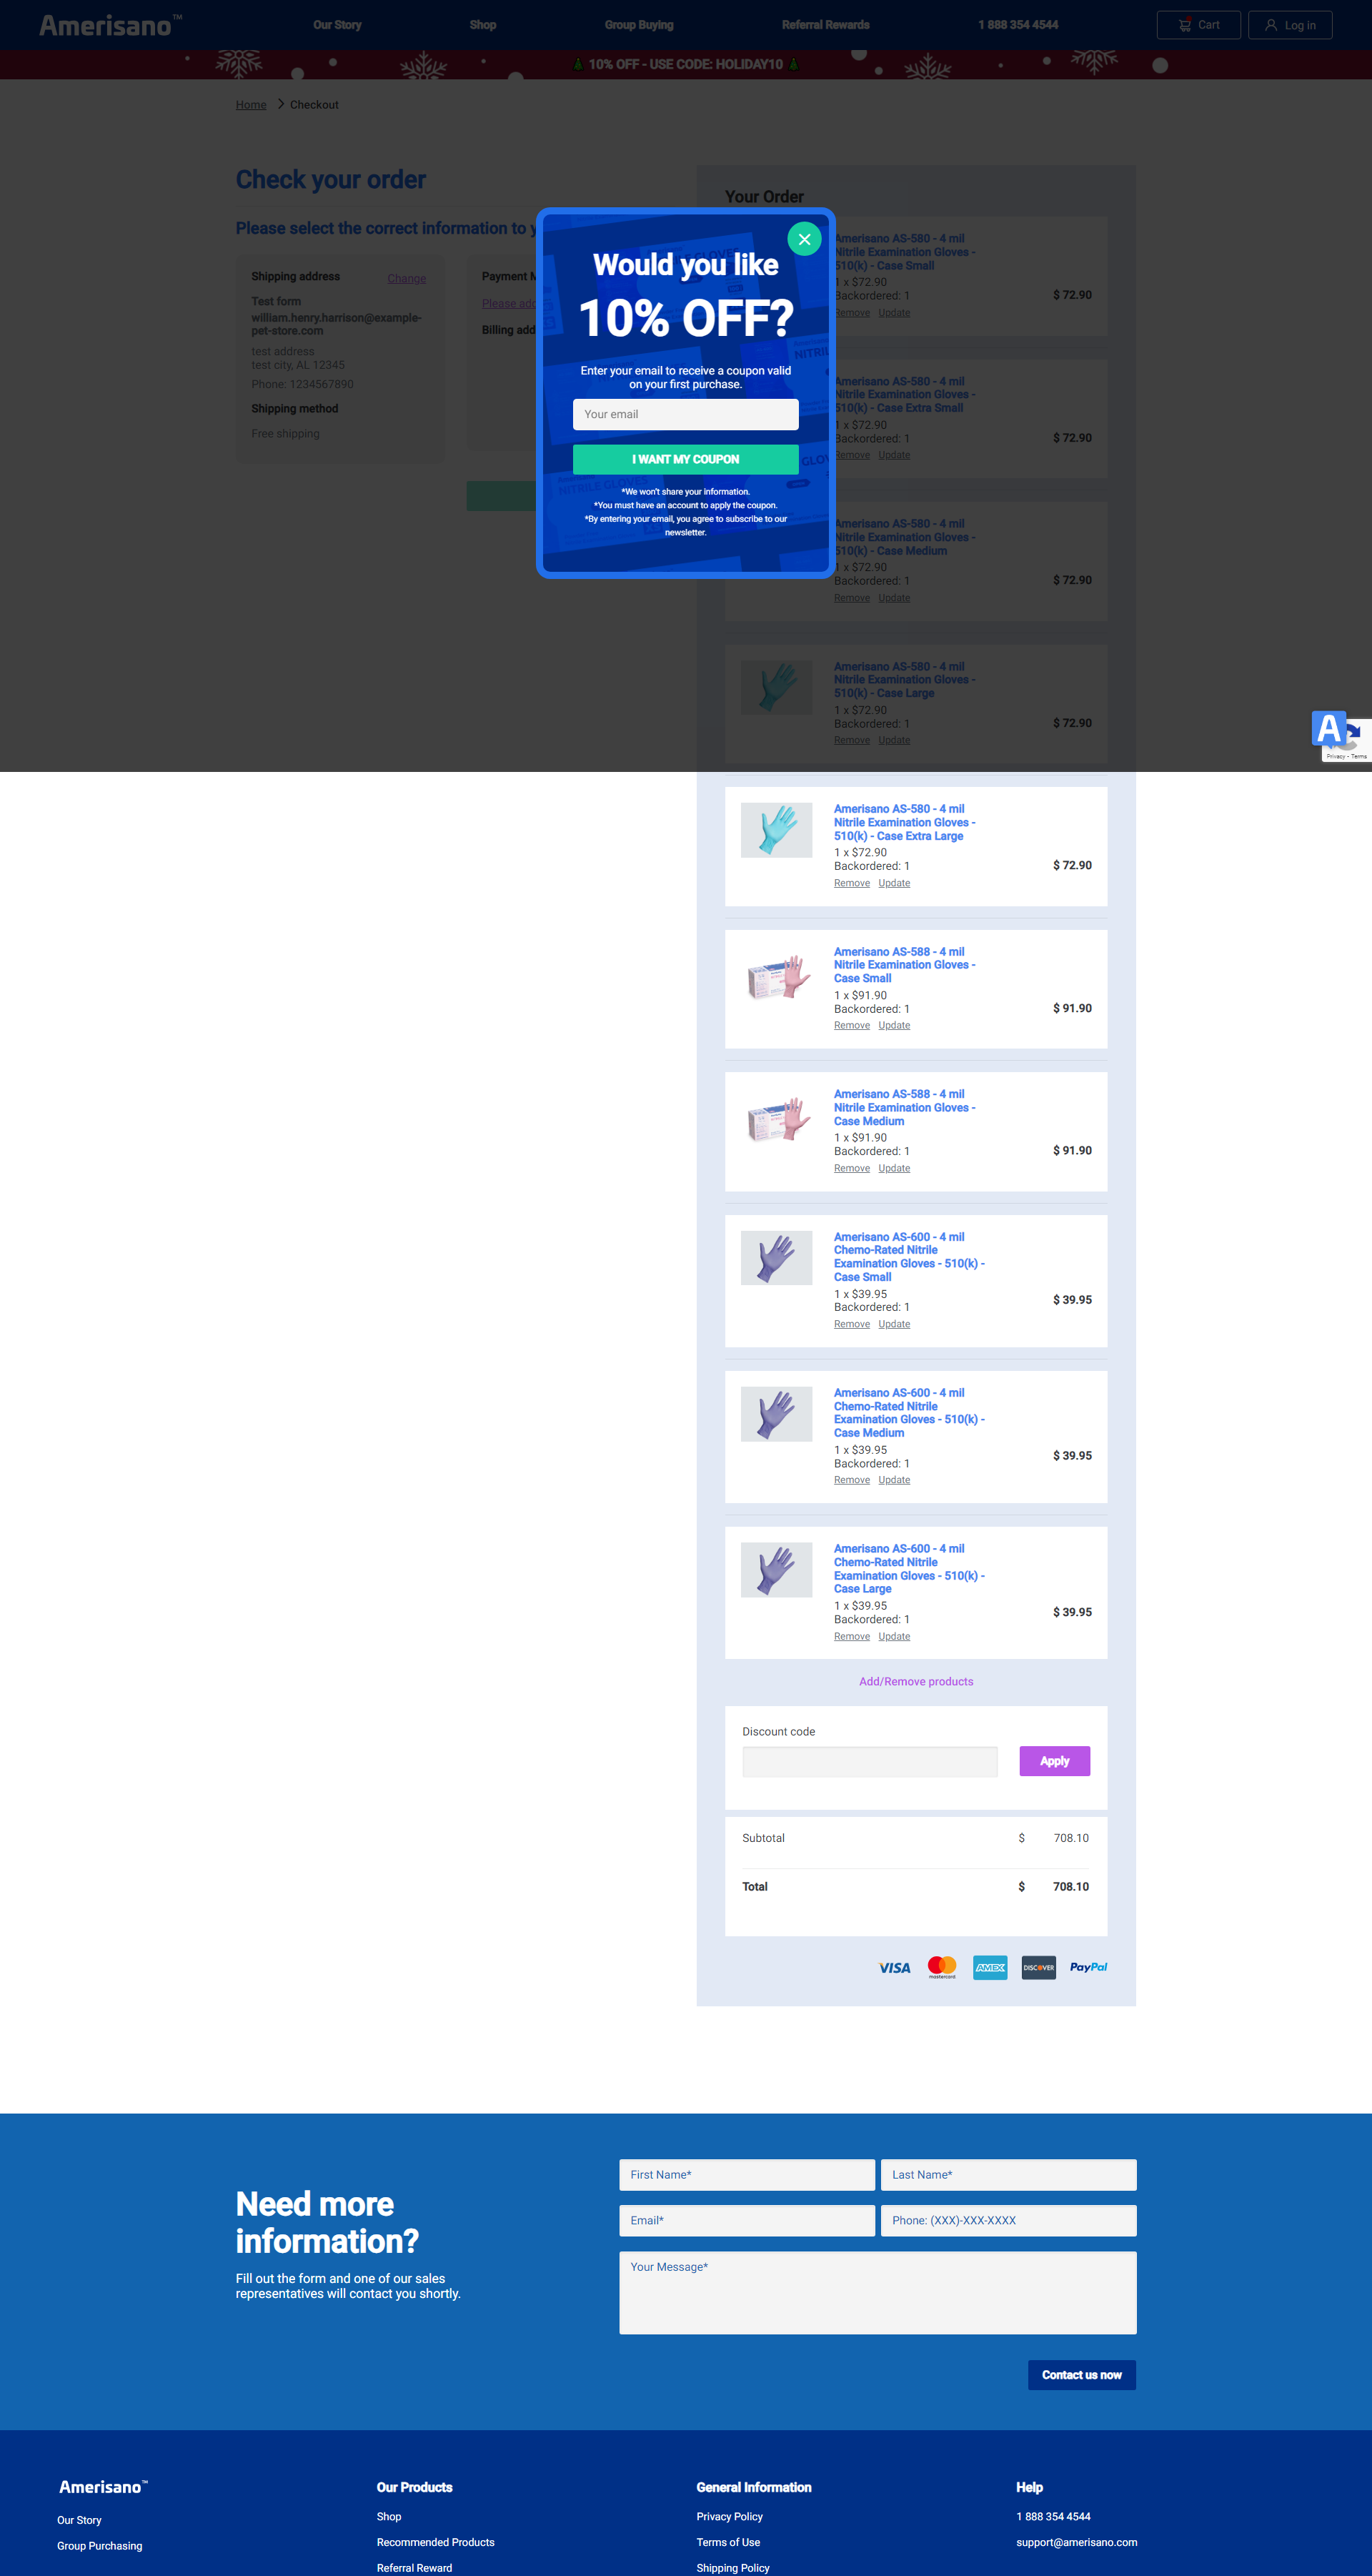 Amerisano™
Our Story
Shop
Group Buying
Referral Rewards
1 888 354 4544
Cart
Log in
10% OFF - USE CODE: HOLIDAY10
Home
Checkout
Check your order
Please select the correct information to
Shipping address
Change
Test form
william.henry.harrison@example-
pet-store.com
test address
test city, AL 12345
Phone: 1234567890
Shipping method
Free shipping
Payment
Please
Billing
Would you like
10% OFF?
Enter your email to receive a coupon valid
on your first purchase.
Your email
I WANT MY COUPON
*We won't share your information.
*You must have an account to apply the coupon.
*By entering your email, you agree to subscribe to our
newsletter.
Your Order
Amerisano AS-580 - 4 mil
Nitrile Examination Gloves -
510(k) - Case Small
1 x $72.90
Backordered: 1
$ 72.90
Remove Update
Amerisano AS-580 - 4 mil
Nitrile Examination Gloves -
510(k) - Case Extra Small
1 x $72.90
Backordered: 1
$ 72.90
Remove Update
Amerisano AS-580 - 4 mil
Nitrile Examination Gloves -
510(k) - Case Medium
1 x $72.90
Backordered: 1
$ 72.90
Remove Update
Amerisano AS-580 - 4 mil
Nitrile Examination Gloves -
510(k) - Case Large
1 x $72.90
Backordered: 1
$ 72.90
Remove Update
A
Privacy - Terms
Amerisano AS-580 - 4 mil
Nitrile Examination Gloves -
510(k) - Case Extra Large
1 x $72.90
Backordered: 1
$ 72.90
Remove Update
Amerisano AS-588 - 4 mil
Nitrile Examination Gloves -
Case Small
1 x $91.90
Backordered: 1
$ 91.90
Remove Update
Amerisano AS-588 - 4 mil
Nitrile Examination Gloves -
Case Medium
1 x $91.90
Backordered: 1
$ 91.90
Remove Update
Amerisano AS-600 - 4 mil
Chemo-Rated Nitrile
Examination Gloves - 510(k) -
Case Small
1 x $39.95
Backordered: 1
$ 39.95
Remove Update
Amerisano AS-600 - 4 mil
Chemo-Rated Nitrile
Examination Gloves - 510(k) -
Case Medium
1 x $39.95
Backordered: 1
$ 39.95
Remove Update
Amerisano AS-600 - 4 mil
Chemo-Rated Nitrile
Examination Gloves - 510(k) -
Case Large
1 x $39.95
Backordered: 1
$ 39.95
Remove Update
Add/Remove products
Discount code
Apply
Subtotal $ 708.10
Total $ 708.10
VISA
mastercard
AMEX
DISCOVER
PayPal
Need more
information?
Fill out the form and one of our sales
representatives will contact you shortly.
First Name*
Last Name*
Email*
Phone: (XXX)-XXX-XXXX
Your Message*
Contact us now
Amerisano™
Our Story
Group Purchasing
Our Products
Shop
Recommended Products
Referral Reward
General Information
Privacy Policy
Terms of Use
Shipping Policy
Help
1 888 354 4544
support@amerisano.com